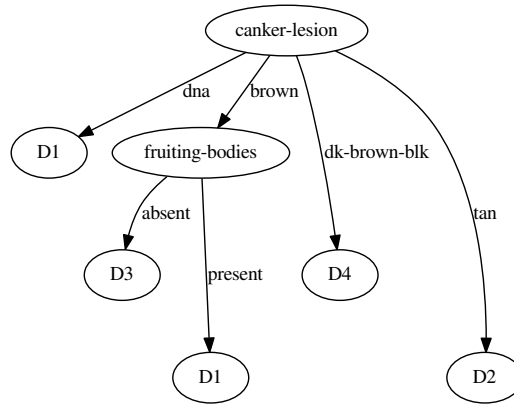 canker-lesion
dna
brown
D1
fruiting-bodies
dk-brown-blk
absent
tan
D3
present
D4
D1
D2